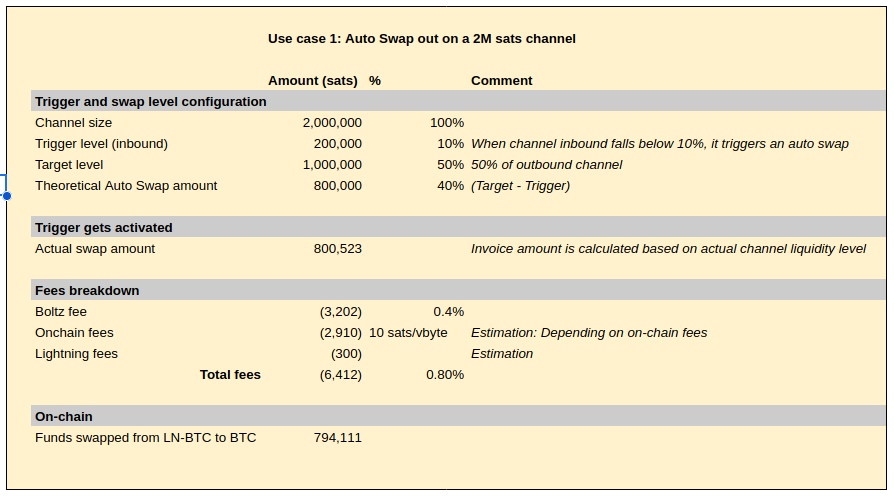 Use case 1: Auto Swap out on a 2M sats channel
Amount (sats) % Comment
Trigger and swap level configuration
Channel size 2,000,000 100%
Trigger level (inbound) 200,000 10% When channel inbound falls below 10%, it triggers an auto swap
Target level 1,000,000 50% 50% of outbound channel
Theoretical Auto Swap amount 800,000 40% (Target - Trigger)
Trigger gets activated
Actual swap amount 800,523 Invoice amount is calculated based on actual channel liquidity level
Fees breakdown
Boltz fee (3,202) 0.4%
Onchain fees (2,910) 10 sats/vbyte Estimation: Depending on on-chain fees
Lightning fees (300) Estimation
Total fees (6,412) 0.80%
On-chain
Funds swapped from LN-BTC to BTC 794,111